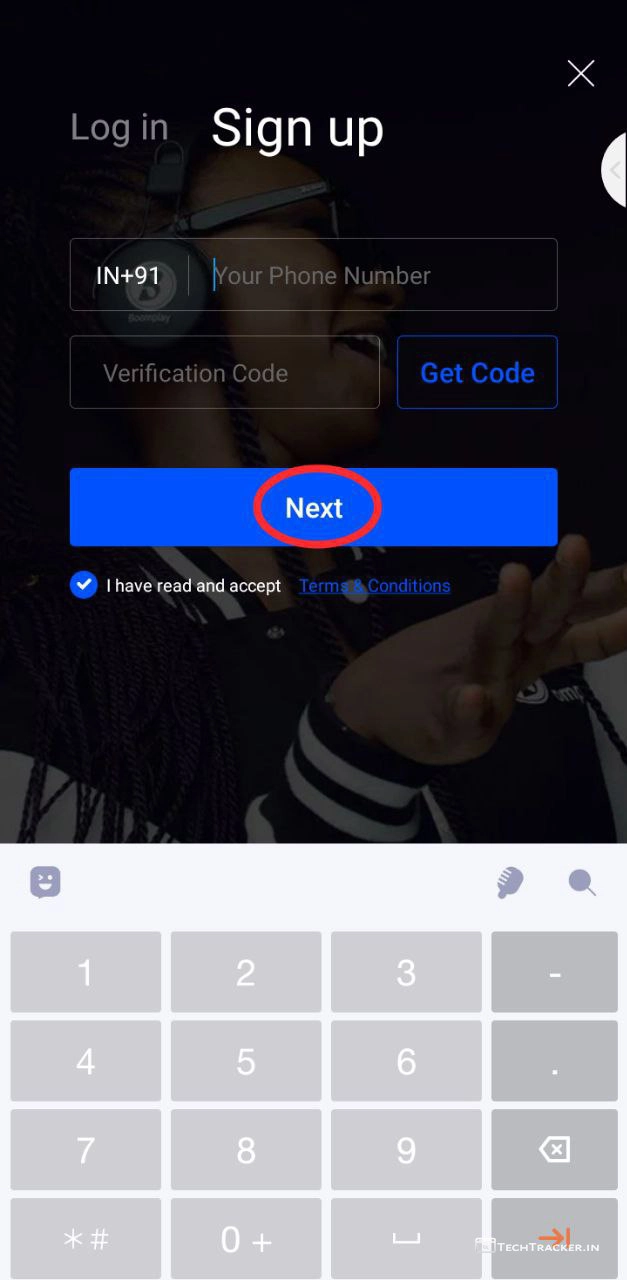 Log in Sign up
IN+91 Your Phone Number
Boomplay
Verification Code Get Code
Next
I have read and accept Terms & Conditions
1 2 3 -
4 5 6 .
7 8 9
*# 0 +
TECHTRACKER.IN